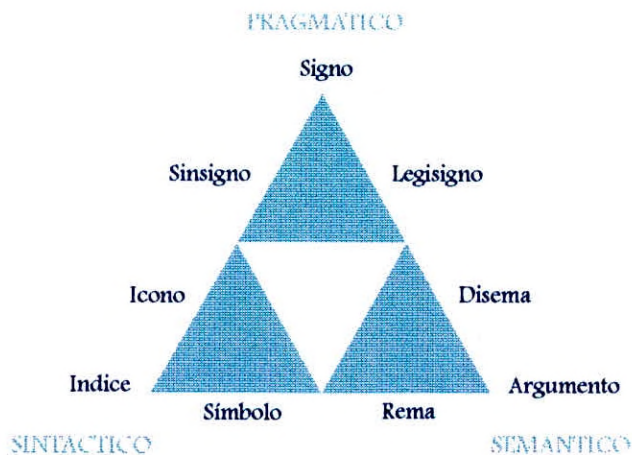 PRAGMATICO
Signo
Sinsigno Legisigno
Icono Disema
Indice Argumento
Símbolo Rema
SINTACTICO SEMANTICO